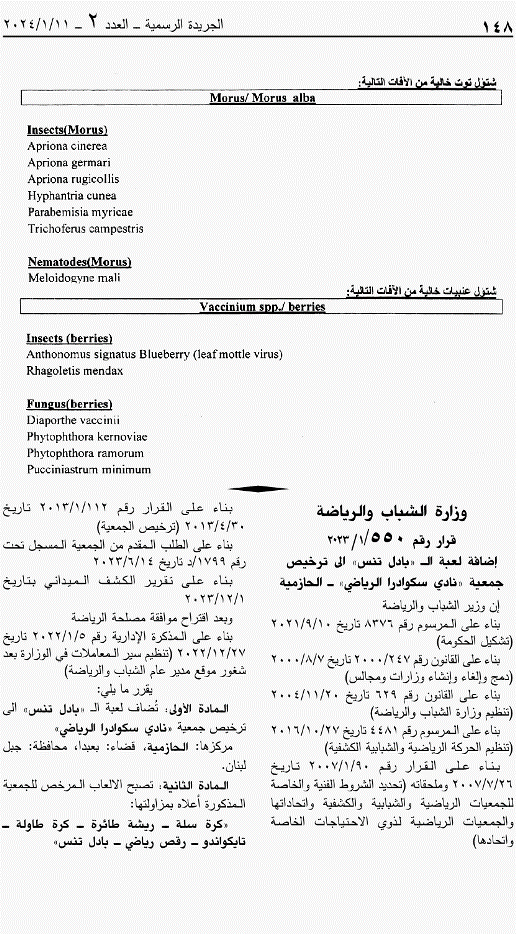 ١٤٨
الجريدة الرسمية ــ العدد ٢ ــ ٢٠٢٤/١/١١
شتول توت خالية من الآفات التالية:
Morus/ Morus alba
Insects(Morus)
Apriona cinerea
Apriona germari
Apriona rugicollis
Hyphantria cunea
Parabemisia myricae
Trichoferus campestris
Nematodes(Morus)
Meloidogyne mali
شتول عنبيات خالية من الآفات التالية:
Vaccinium spp./ berries
Insects (berries)
Anthonomus signatus Blueberry (leaf mottle virus)
Rhagoletis mendax
Fungus(berries)
Diaporthe vaccinii
Phytophthora kernoviae
Phytophthora ramorum
Pucciniastrum minimum
وزارة الشباب والرياضة
قرار رقم ٢٠٢٣/١/٥٥٠
إضافة لعبة الـ «بادل تنس» الى ترخيص
جمعية «نادي سكوادرا الرياضي» ــ الحازمية
إن وزير الشباب والرياضة
بناء على المرسوم رقم ٨٣٧٦ تاريخ ٢٠٢١/٩/١٠
(تشكيل الحكومة)
بناء على القانون رقم ٢٠٠٠/٢٤٧ تاريخ ٢٠٠٠/٨/٧
(دمج وإلغاء وإنشاء وزارات ومجالس)
بناء على القانون رقم ٦٢٩ تاريخ ٢٠٠٤/١١/٢٠
(تنظيم وزارة الشباب والرياضة)
بناء على المرسوم رقم ٤٤٨١ تاريخ ٢٠١٦/١٠/٢٧
(تنظيم الحركة الرياضية والشبابية الكشفية)
بناء على القرار رقم ٢٠٠٧/١/٩٠ تاريخ
٢٠٠٧/٧/٢٦ وملحقاته (تحديد الشروط الفنية والخاصة
للجمعيات الرياضية والشبابية والكشفية واتحاداتها
والجمعيات الرياضية لذوي الاحتياجات الخاصة
واتحادها)
بناء على القرار رقم ٢٠١٣/١/١١٢ تاريخ
٢٠١٣/٤/٣٠ (ترخيص الجمعية)
بناء على الطلب المقدم من الجمعية المسجل تحت
رقم ١٧٩٩/د تاريخ ٢٠٢٣/٦/١٤
بناء على تقرير الكشف الميداني بتاريخ
٢٠٢٣/١٢/١
وبعد اقتراح موافقة مصلحة الرياضة
بناء على المذكرة الإدارية رقم ٢٠٢٢/١/٥ تاريخ
٢٠٢٢/١٢/٢٧ (تنظيم سير المعاملات في الوزارة بعد
شغور موقع مدير عام الشباب والرياضة)
يقرر ما يلي:
المادة الأولى: تُضاف لعبة الـ «بادل تنس» الى
ترخيص جمعية «نادي سكوادرا الرياضي»
مركزها: الحازمية، قضاء: بعبدا، محافظة: جبل
لبنان.
المادة الثانية: تصبح الالعاب المرخص للجمعية
المذكورة أعلاه بمزاولتها:
«كرة سلة ــ ريشة طائرة ــ كرة طاولة ــ
تايكواندو ــ رقص رياضي ــ بادل تنس»